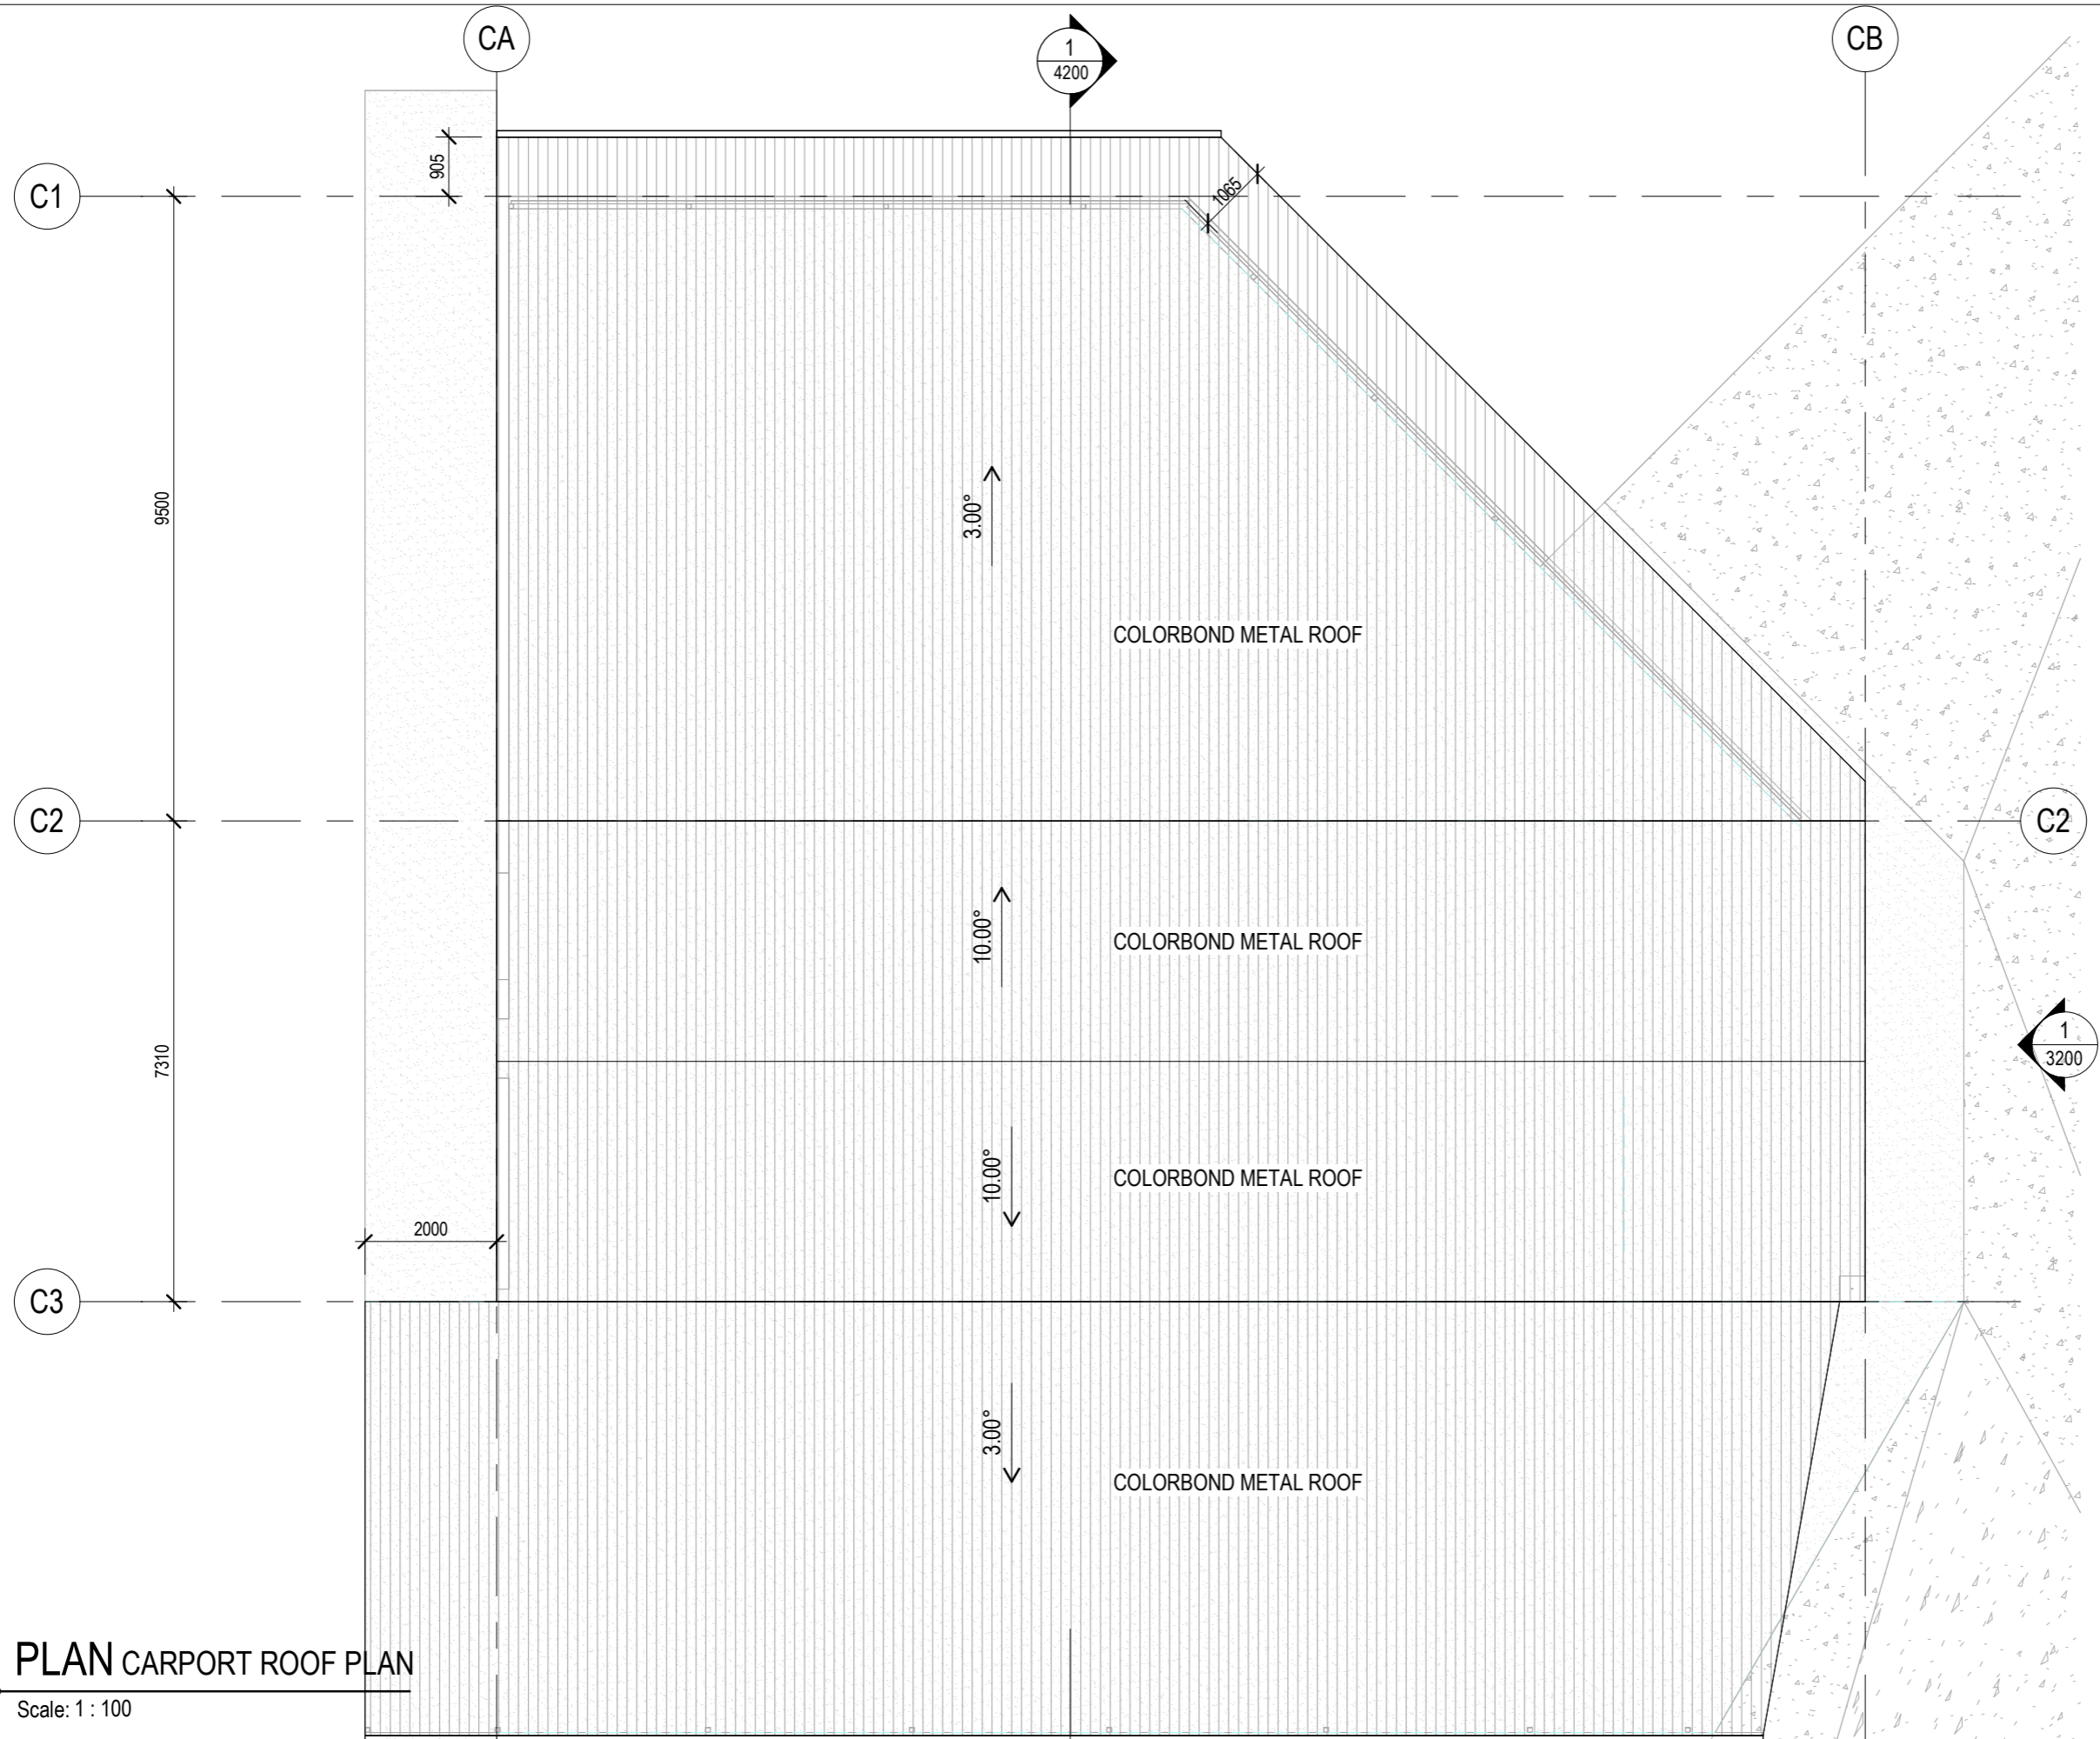 CA
1
4200
CB
905
C1
1065
9500
3.00°
COLORBOND METAL ROOF
C2
C2
10.00°
COLORBOND METAL ROOF
7310
1
3200
10.00°
COLORBOND METAL ROOF
2000
C3
3.00°
COLORBOND METAL ROOF
PLAN CARPORT ROOF PLAN
Scale: 1 : 100